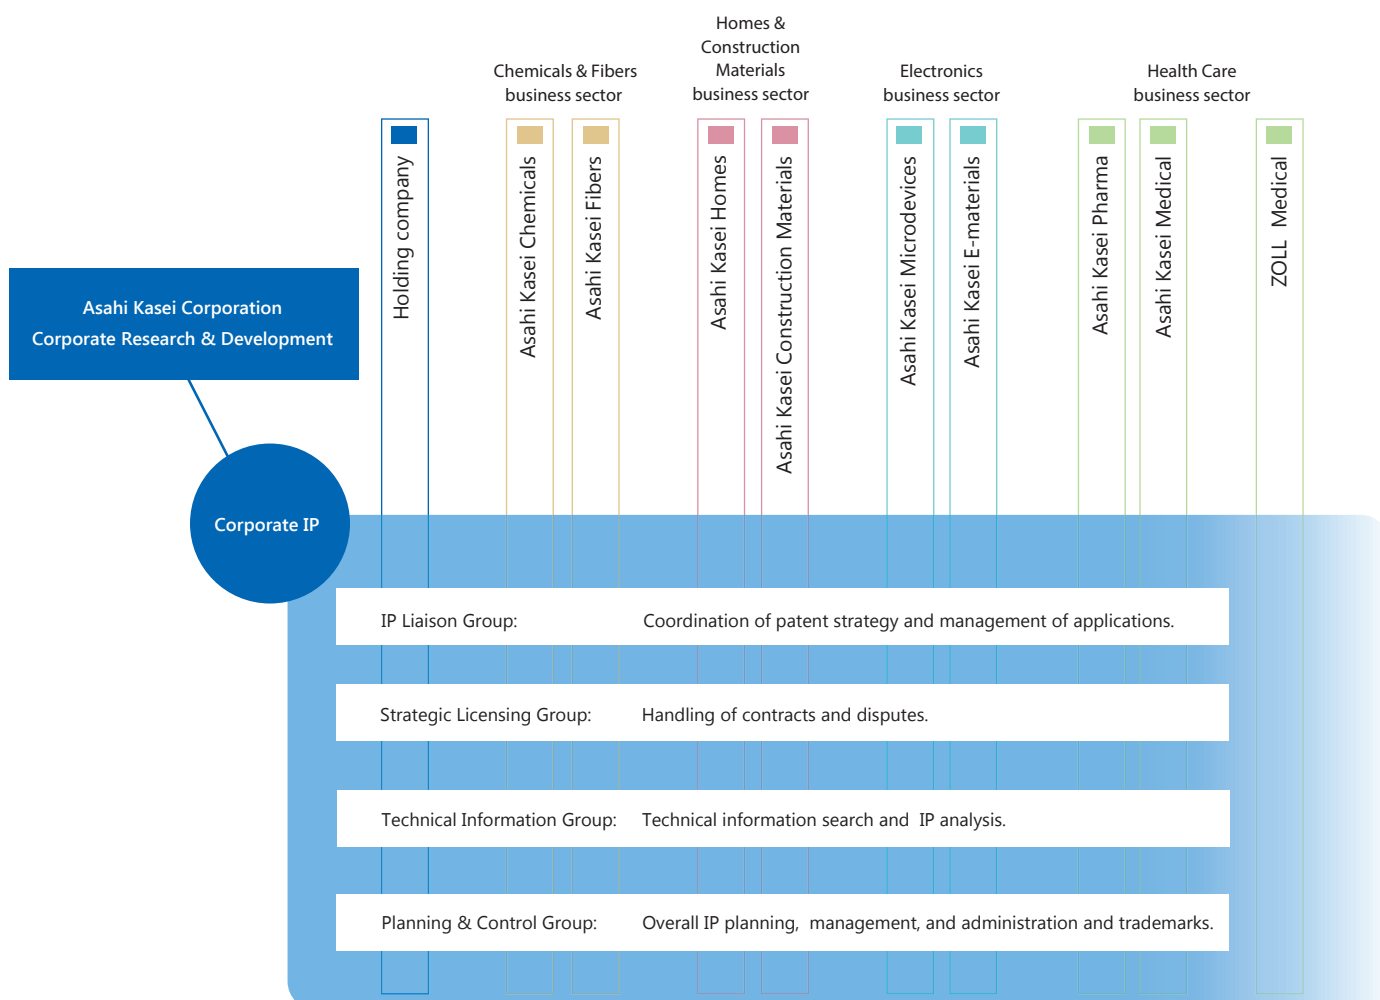 Homes &
Construction
Materials
business sector
Chemicals & Fibers
business sector
Electronics
business sector
Health Care
business sector
Holding company
Asahi Kasei Chemicals
Asahi Kasei Fibers
Asahi Kasei Homes
Asahi Kasei Construction Materials
Asahi Kasei Microdevices
Asahi Kasei E-materials
Asahi Kasei Pharma
Asahi Kasei Medical
ZOLL Medical
Asahi Kasei Corporation
Corporate Research & Development
Corporate IP
IP Liaison Group: Coordination of patent strategy and management of applications.
Strategic Licensing Group: Handling of contracts and disputes.
Technical Information Group: Technical information search and IP analysis.
Planning & Control Group: Overall IP planning, management, and administration and trademarks.